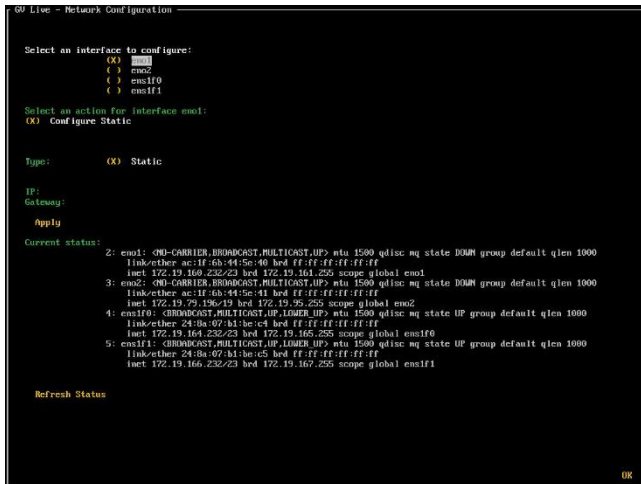 GV Live - Network Configuration
Select an interface to configure:
(X) eno1
( ) eno2
( ) ens1f0
( ) ens1f1
Select an action for interface eno1:
(X) Configure Static
Type: (X) Static
IP:
Gateway:
Apply
Current status:
2: eno1: <NO-CARRIER,BROADCAST,MULTICAST,UP> mtu 1500 qdisc mq state DOWN group default qlen 1000
link/ether ac:1f:6b:44:5e:40 brd ff:ff:ff:ff:ff:ff
inet 172.19.160.232/23 brd 172.19.161.255 scope global eno1
3: eno2: <NO-CARRIER,BROADCAST,MULTICAST,UP> mtu 1500 qdisc mq state DOWN group default qlen 1000
link/ether ac:1f:6b:44:5e:41 brd ff:ff:ff:ff:ff:ff
inet 172.19.79.196/19 brd 172.19.95.255 scope global eno2
4: ens1f0: <BROADCAST,MULTICAST,UP,LOWER_UP> mtu 1500 qdisc mq state UP group default qlen 1000
link/ether 24:8a:07:b1:be:c4 brd ff:ff:ff:ff:ff:ff
inet 172.19.164.232/23 brd 172.19.165.255 scope global ens1f0
5: ens1f1: <BROADCAST,MULTICAST,UP,LOWER_UP> mtu 1500 qdisc mq state UP group default qlen 1000
link/ether 24:8a:07:b1:be:c5 brd ff:ff:ff:ff:ff:ff
inet 172.19.166.232/23 brd 172.19.167.255 scope global ens1f1
Refresh Status
OK